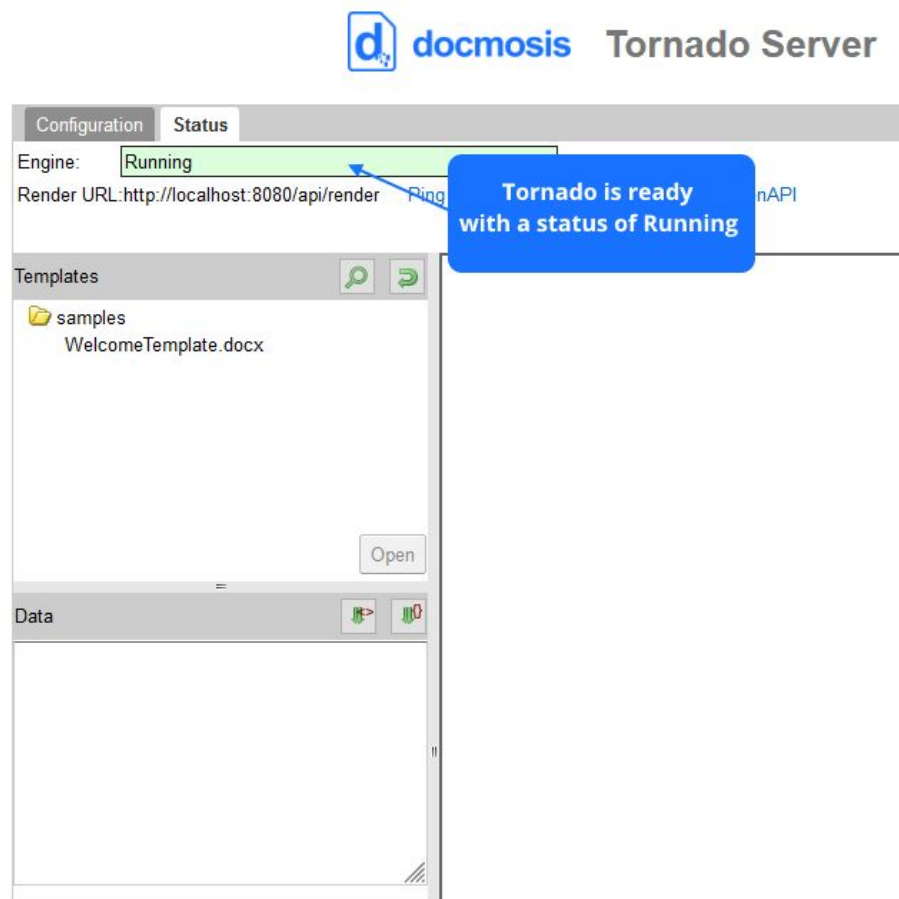 docmosis Tornado Server
Configuration Status
Engine: Running
Render URL:http://localhost:8080/api/render Ping
Tornado is ready
with a status of Running
Templates
samples
WelcomeTemplate.docx
Open
Data